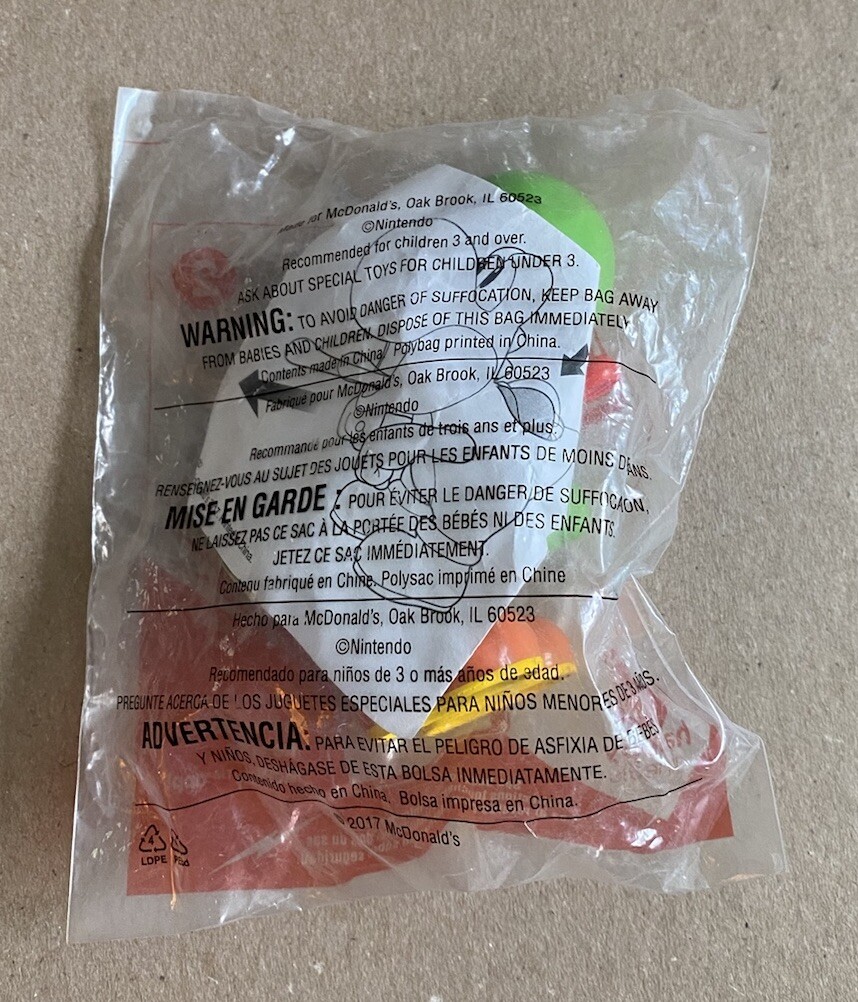 Made for McDonald's, Oak Brook, IL 60523
©Nintendo
Recommended for children 3 and over.
ASK ABOUT SPECIAL TOYS FOR CHILDREN UNDER 3.
WARNING: TO AVOID DANGER OF SUFFOCATION, KEEP BAG AWAY
FROM BABIES AND CHILDREN. DISPOSE OF THIS BAG IMMEDIATELY
Contents made in China/ Polybag printed in China.
Fabriqué pour McDonald's, Oak Brook, IL 60523
©Nintendo
Recommandé pour les enfants de trois ans et plus.
RENSEIGNEZ-VOUS AU SUJET DES JOUETS POUR LES ENFANTS DE MOINS D ANS.
MISE EN GARDE : POUR ÉVITER LE DANGER DE SUFFOCAION,
NE LAISSEZ PAS CE SAC À LA PORTÉE DES BÉBÉS NI DES ENFANTS.
JETEZ CE SAC IMMÉDIATEMENT.
Contenu fabriqué en Chine. Polysac imprimé en Chine
Hecho para McDonald's, Oak Brook, IL 60523
©Nintendo
Recomendado para niños de 3 o más años de edad.
PREGUNTE ACERCA DE LOS JUGUETES ESPECIALES PARA NIÑOS MENORES DE 3 AÑOS.
ADVERTENCIA: PARA EVITAR EL PELIGRO DE ASFIXIA DE BEBÉS
Y NIÑOS, DESHÁGASE DE ESTA BOLSA INMEDIATAMENTE.
Contenido hecho en China. Bolsa impresa en China.
2017 McDonald's
4
LDPE